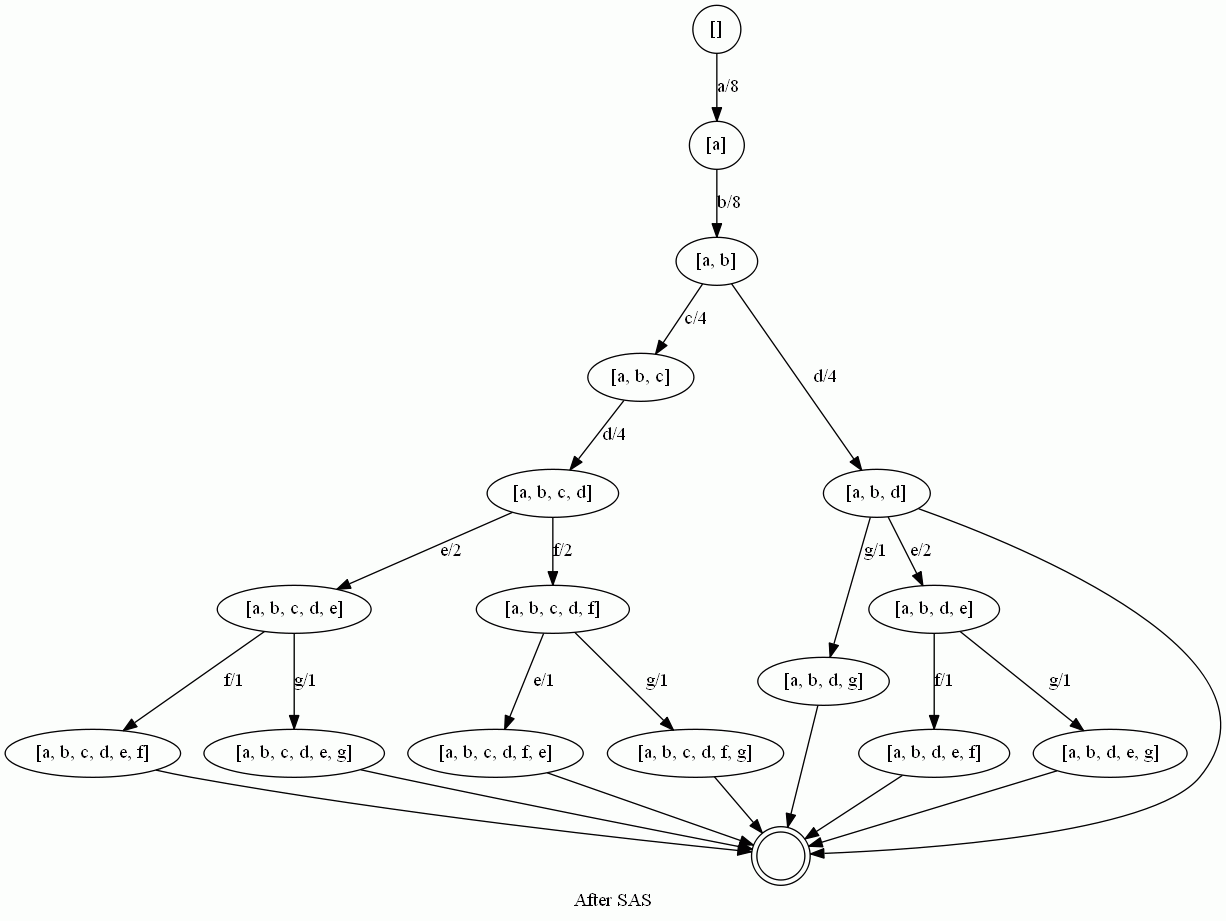 []
a/8
[a]
b/8
[a, b]
c/4
d/4
[a, b, c]
d/4
[a, b, c, d]
[a, b, d]
e/2
f/2
g/1
e/2
[a, b, c, d, e]
[a, b, c, d, f]
[a, b, d, e]
f/1
g/1
e/1
g/1
[a, b, d, g]
f/1
g/1
[a, b, c, d, e, f]
[a, b, c, d, e, g]
[a, b, c, d, f, e]
[a, b, c, d, f, g]
[a, b, d, e, f]
[a, b, d, e, g]
After SAS